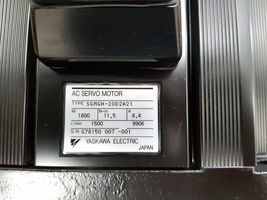 AC SERVO MOTOR
TYPE SGMGH-20D2A21
W N·m A
1800 11.5 8.4
r/min 1500 9906
S/N G78150 007 -001
YASKAWA ELECTRIC
JAPAN